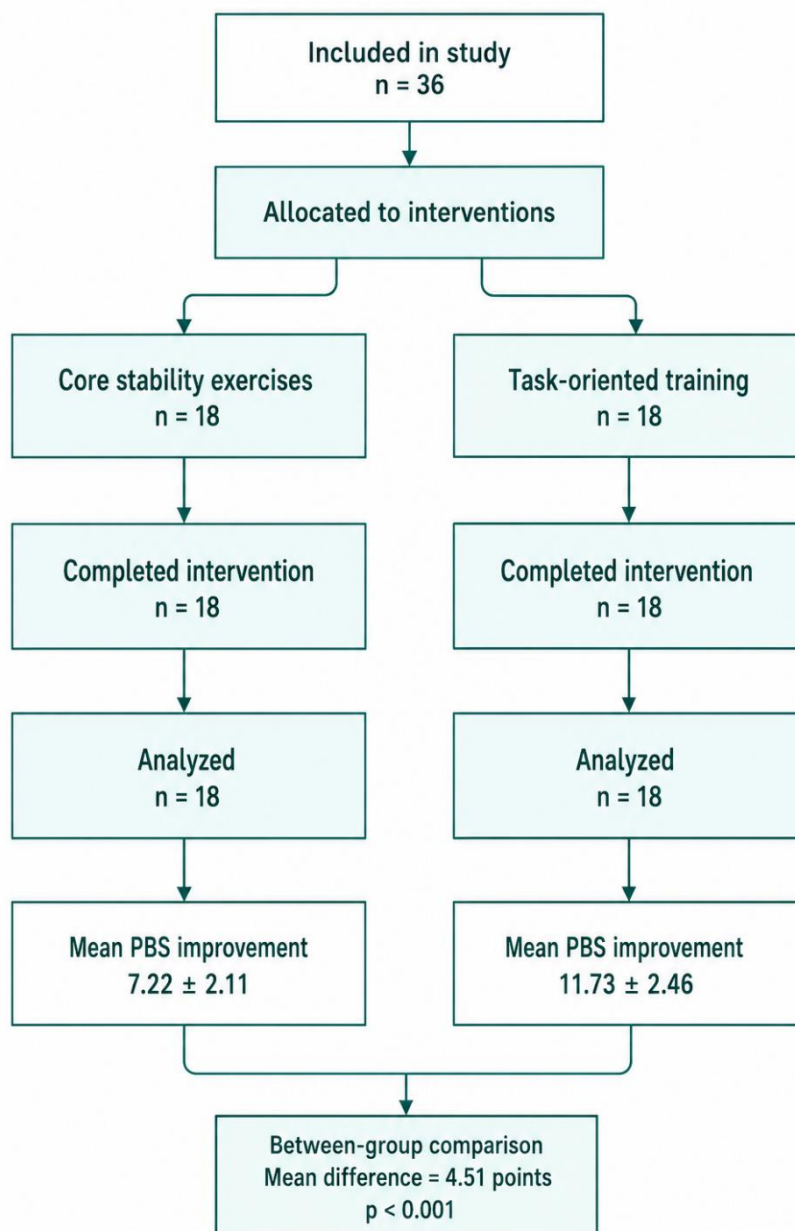 Included in study
n = 36
Allocated to interventions
Core stability exercises
n = 18
Task-oriented training
n = 18
Completed intervention
n = 18
Completed intervention
n = 18
Analyzed
n = 18
Analyzed
n = 18
Mean PBS improvement
7.22 ± 2.11
Mean PBS improvement
11.73 ± 2.46
Between-group comparison
Mean difference = 4.51 points
p < 0.001